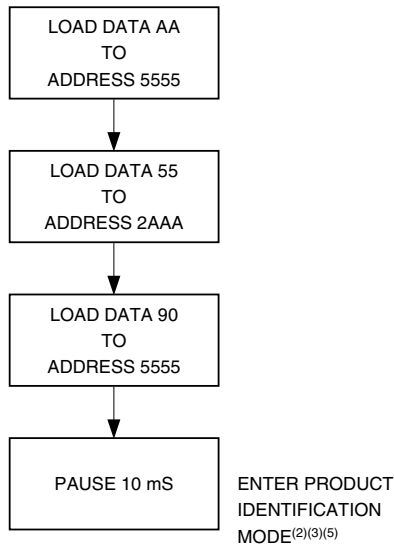 LOAD DATA AA
TO
ADDRESS 5555
LOAD DATA 55
TO
ADDRESS 2AAA
LOAD DATA 90
TO
ADDRESS 5555
PAUSE 10 mS
ENTER PRODUCT
IDENTIFICATION
MODE(2)(3)(5)